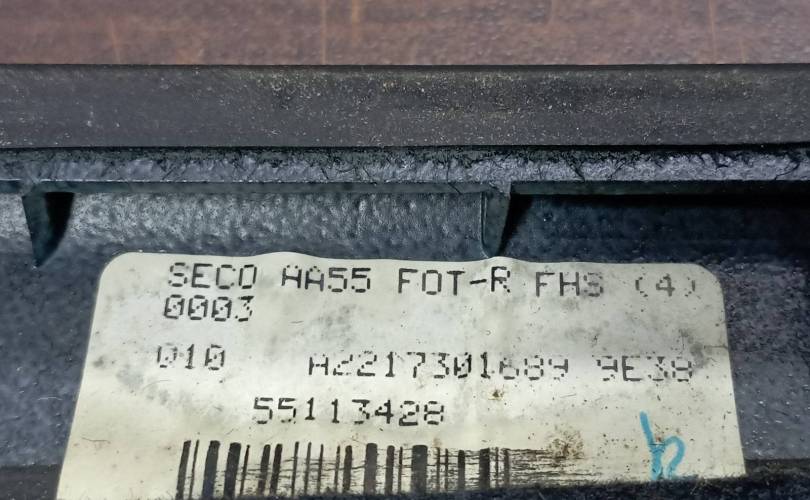 SECO AA55 FOT-R FHS (4)
0003
010 A2217301689 9E38
55113428